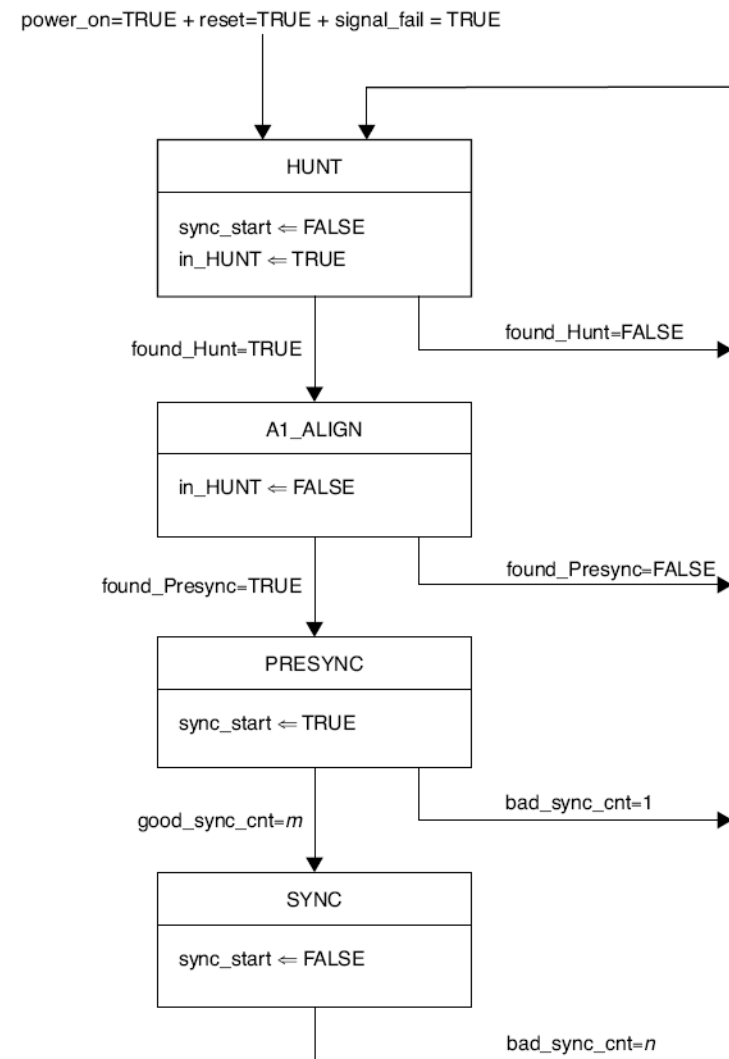 power_on=TRUE + reset=TRUE + signal_fail = TRUE
HUNT
sync_start ⇐ FALSE
in_HUNT ⇐ TRUE
found_Hunt=TRUE
found_Hunt=FALSE
A1_ALIGN
in_HUNT ⇐ FALSE
found_Presync=TRUE
found_Presync=FALSE
PRESYNC
sync_start ⇐ TRUE
good_sync_cnt=m
bad_sync_cnt=1
SYNC
sync_start ⇐ FALSE
bad_sync_cnt=n